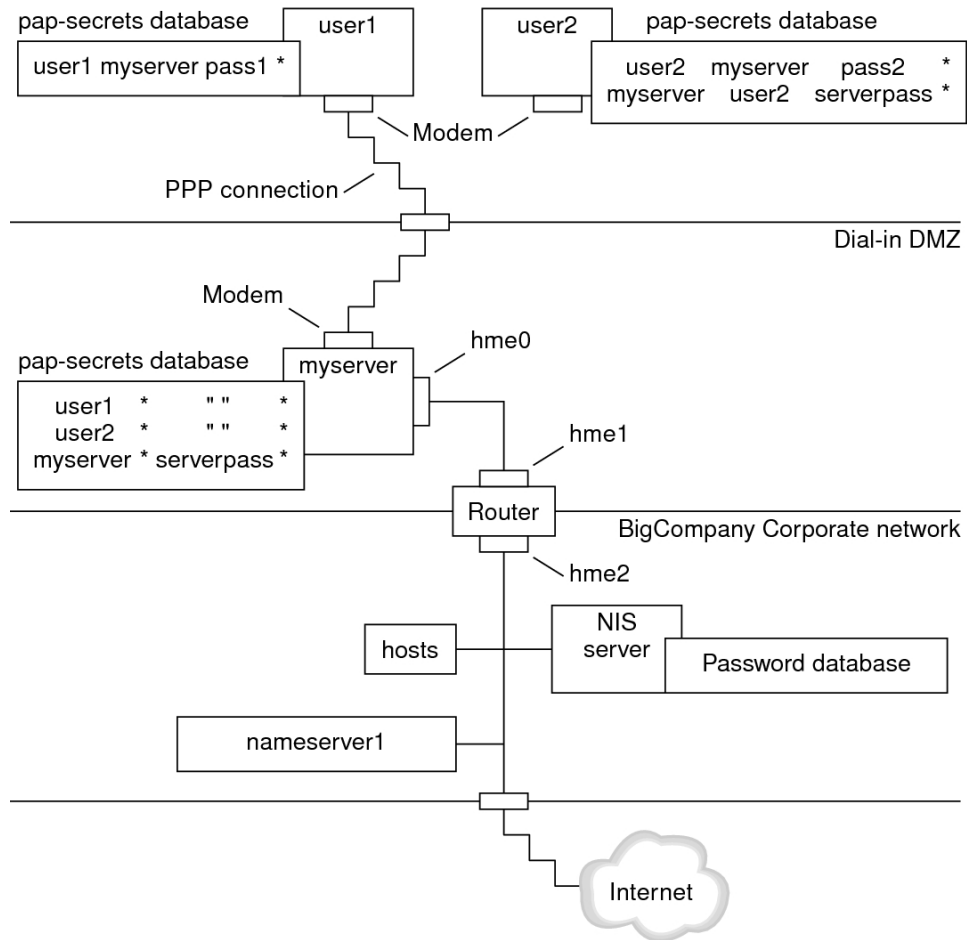 pap-secrets database
user1
user1 myserver pass1 *
user2
pap-secrets database
user2 myserver pass2 *
myserver user2 serverpass *
Modem
PPP connection
Dial-in DMZ
Modem
hme0
pap-secrets database
myserver
user1 * " " *
user2 * " " *
myserver * serverpass *
hme1
Router
BigCompany Corporate network
hme2
hosts
NIS
server
Password database
nameserver1
Internet